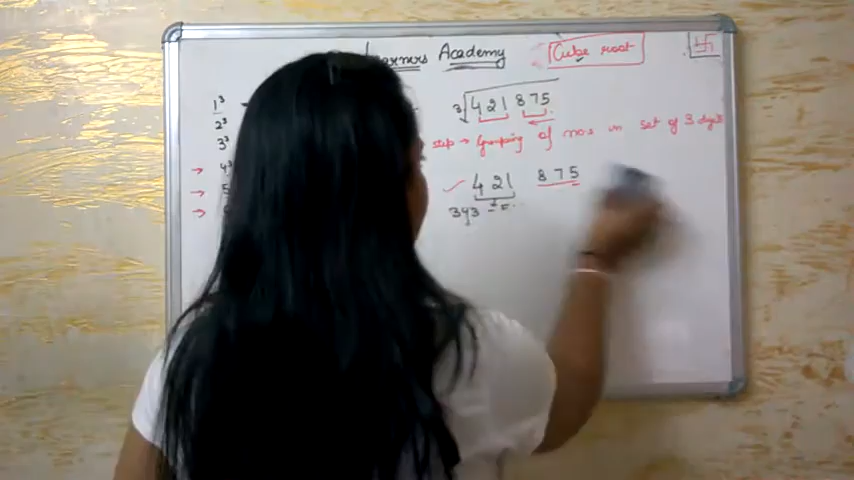 Academy
Cube root
1³
2³
3³
3√421 875
step → Grouping of nos in set of 3 digits
421 875
343